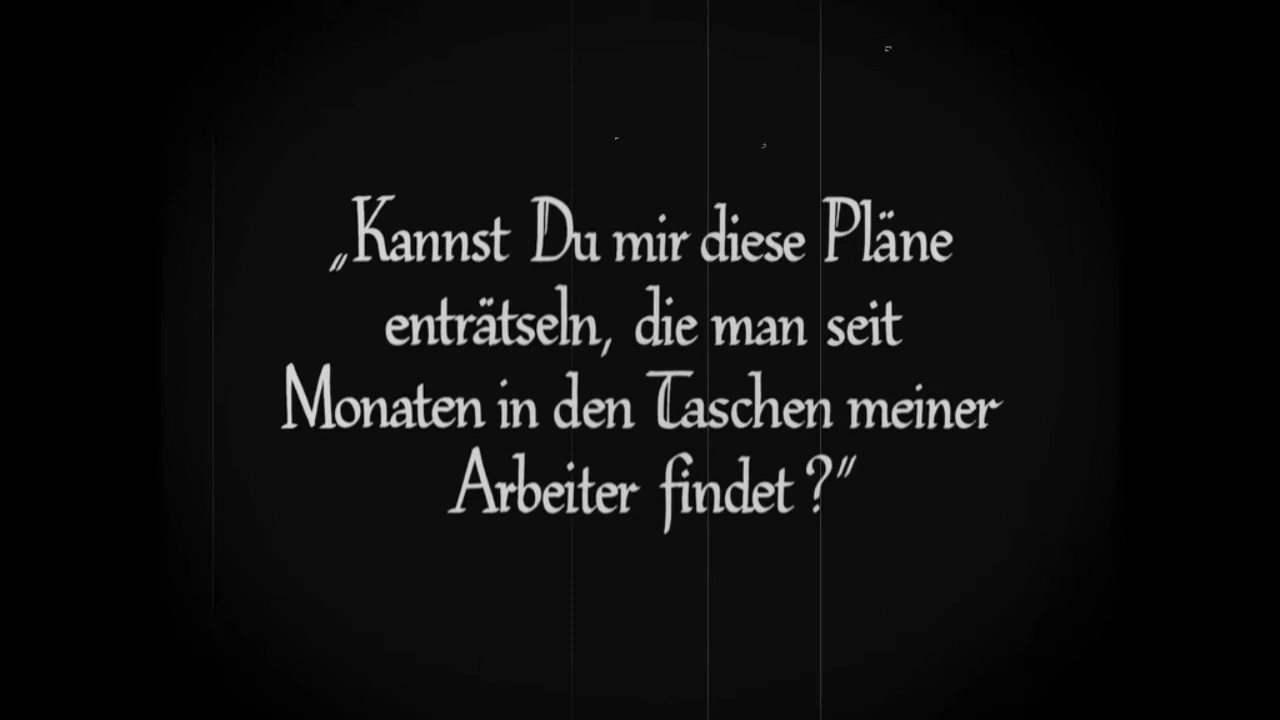 „Kannst Du mir diese Pläne
enträtseln, die man seit
Monaten in den Taschen meiner
Arbeiter findet?“